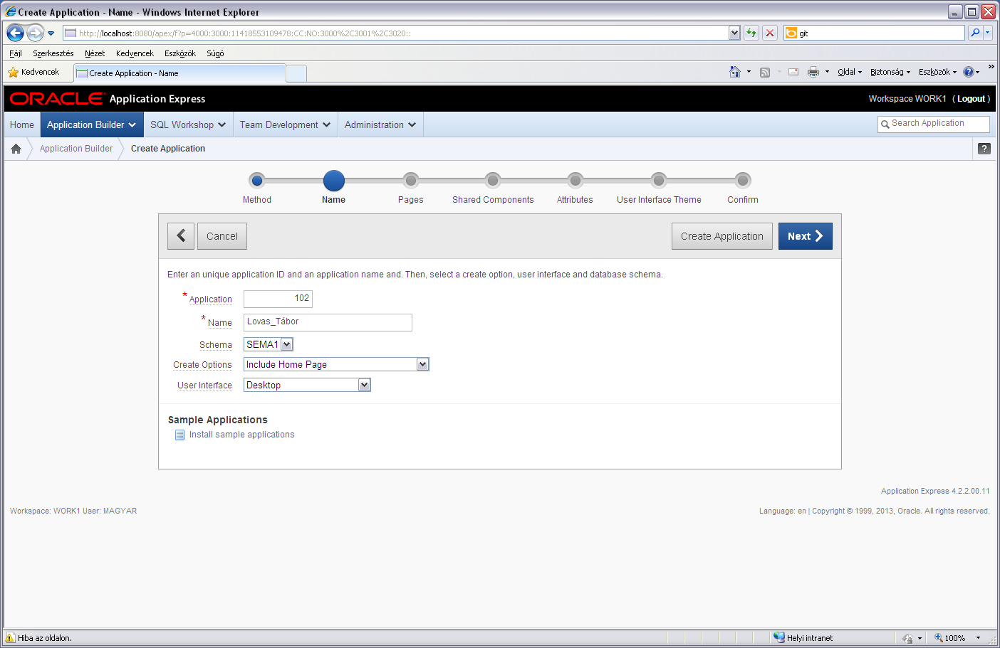 Create Application - Name - Windows Internet Explorer
http://localhost:8080/apex/f?p=4000:3000:11418553109478:CC:NO:3000%2C3001%2C3020::
git
Fájl Szerkesztés Nézet Kedvencek Eszközök Súgó
Kedvencek Create Application - Name Oldal Biztonság Eszközök
ORACLE Application Express Workspace WORK1 ( Logout )
Home Application Builder SQL Workshop Team Development Administration Search Application
Application Builder Create Application ?
Method Name Pages Shared Components Attributes User Interface Theme Confirm
Cancel Create Application Next
Enter an unique application ID and an application name and. Then, select a create option, user interface and database schema.
* Application 102
* Name Lovas_Tábor
Schema SEMA1
Create Options Include Home Page
User Interface Desktop
Sample Applications
Install sample applications
Application Express 4.2.2.00.11
Workspace: WORK1 User: MAGYAR Language: en | Copyright © 1999, 2013, Oracle. All rights reserved.
Hiba az oldalon. Helyi intranet 100%